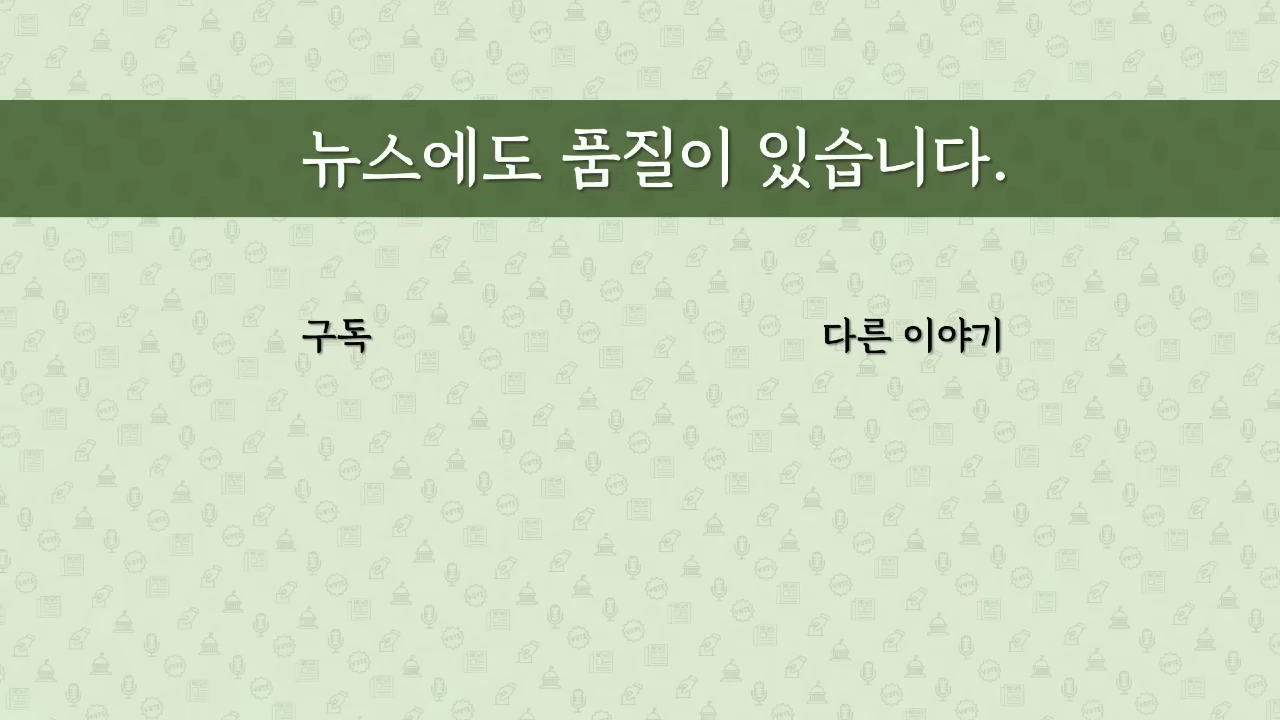 뉴스에도 품질이 있습니다.
구독
다른 이야기